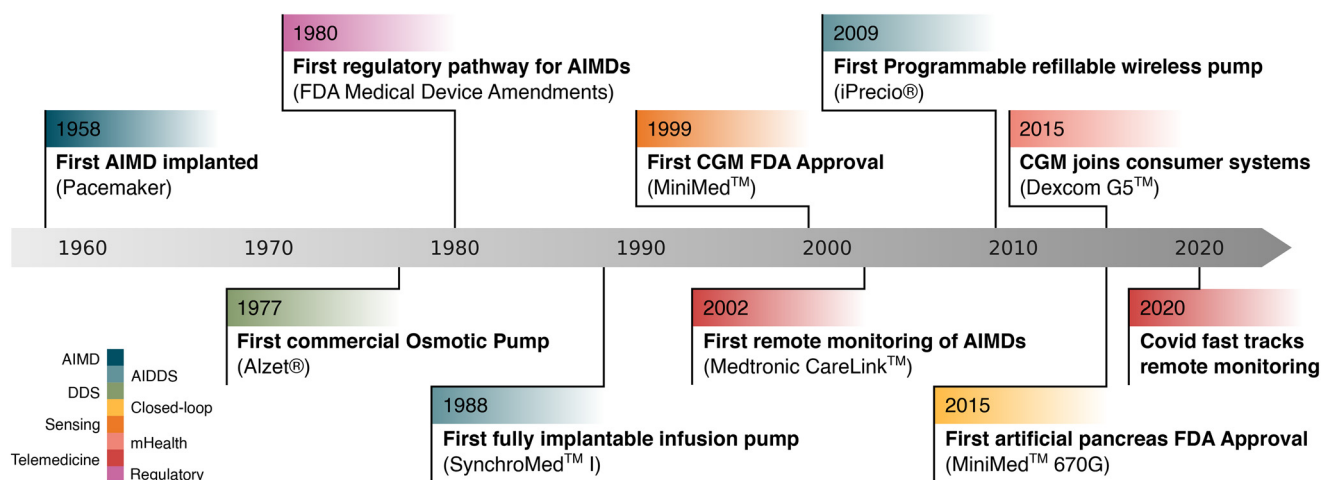 1980
First regulatory pathway for AIMDs
(FDA Medical Device Amendments)
2009
First Programmable refillable wireless pump
(iPrecio®)
1958
First AIMD implanted
(Pacemaker)
1999
First CGM FDA Approval
(MiniMed™)
2015
CGM joins consumer systems
(Dexcom G5™)
1960 1970 1980 1990 2000 2010 2020
1977
First commercial Osmotic Pump
(Alzet®)
2002
First remote monitoring of AIMDs
(Medtronic CareLink™)
2020
Covid fast tracks
remote monitoring
1988
First fully implantable infusion pump
(SynchroMed™ I)
2015
First artificial pancreas FDA Approval
(MiniMed™ 670G)
AIMD
AIDDS
DDS
Closed-loop
Sensing
mHealth
Telemedicine
Regulatory